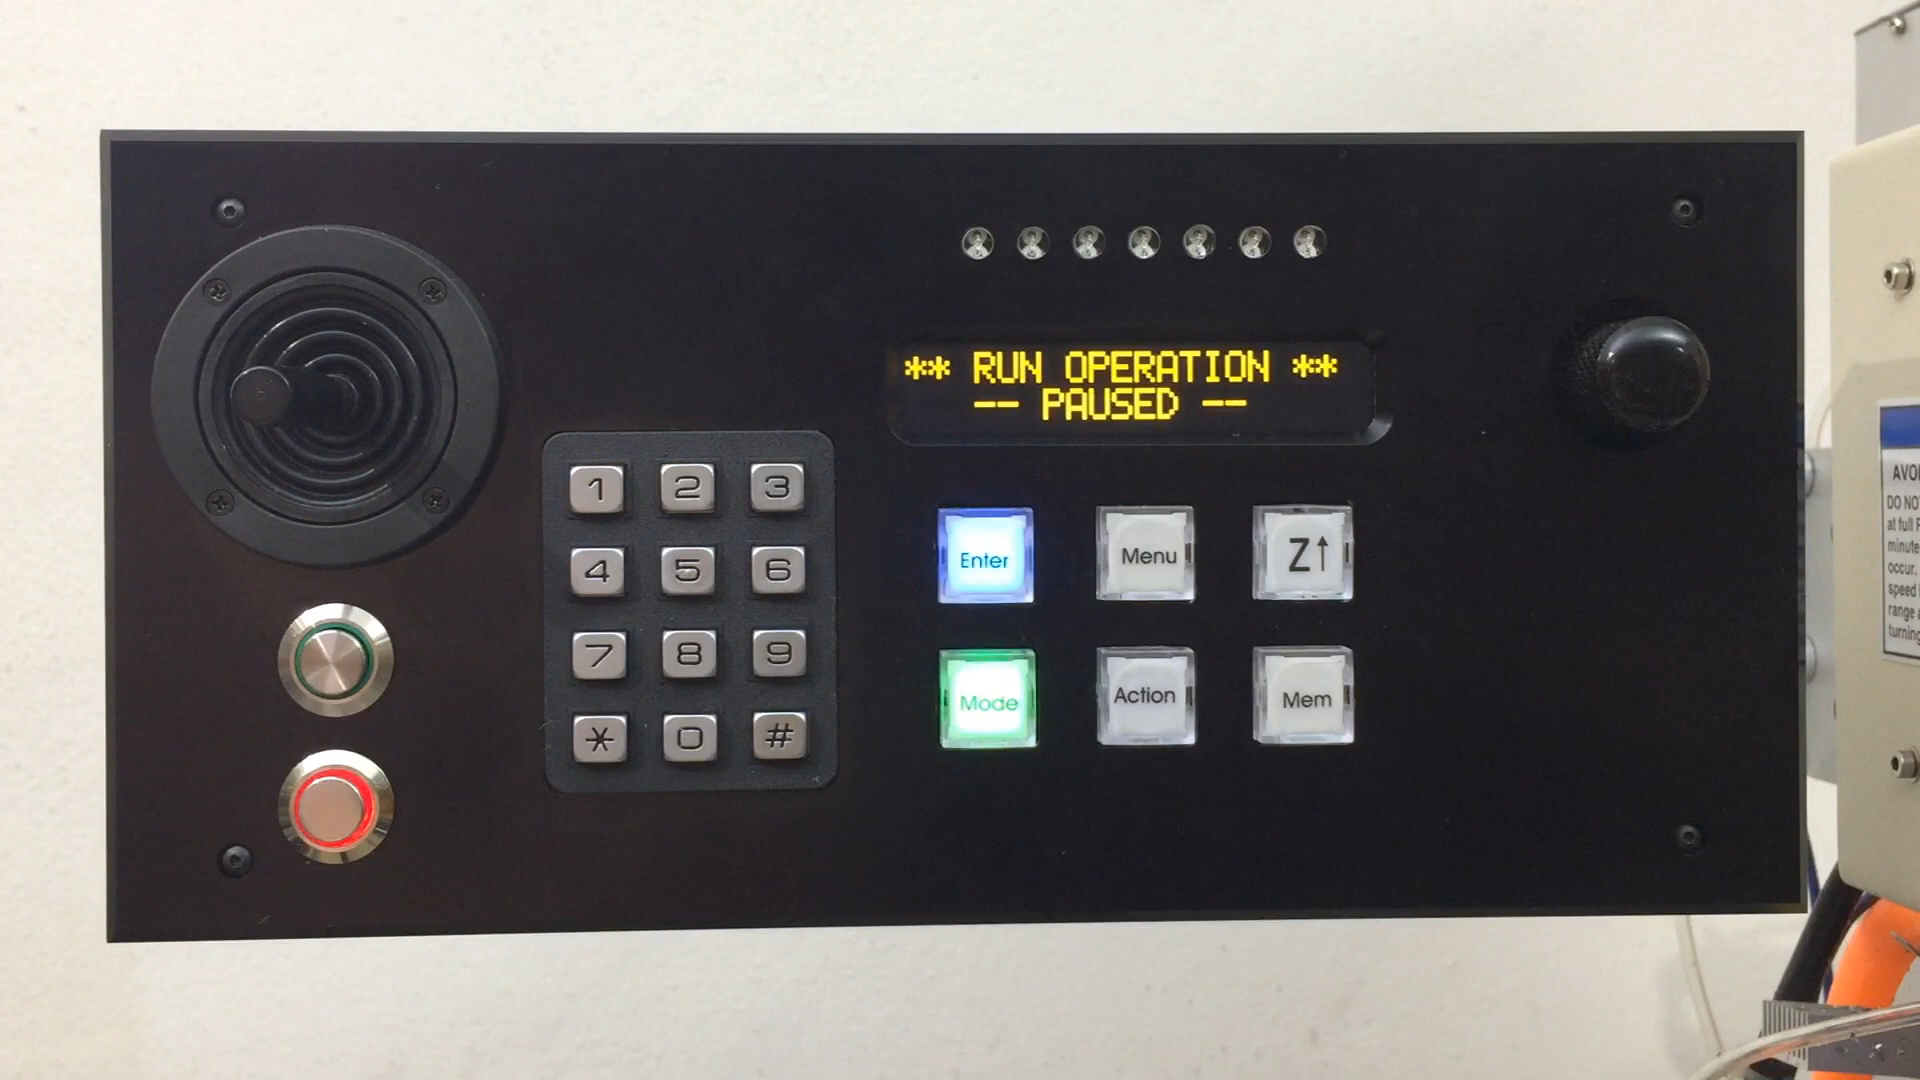 ** RUN OPERATION **
-- PAUSED --
1 2 3
4 5 6
7 8 9
* 0 #
Enter Menu Z↑
Mode Action Mem
DO NO
at full
minute
occur.
speed
range
turning